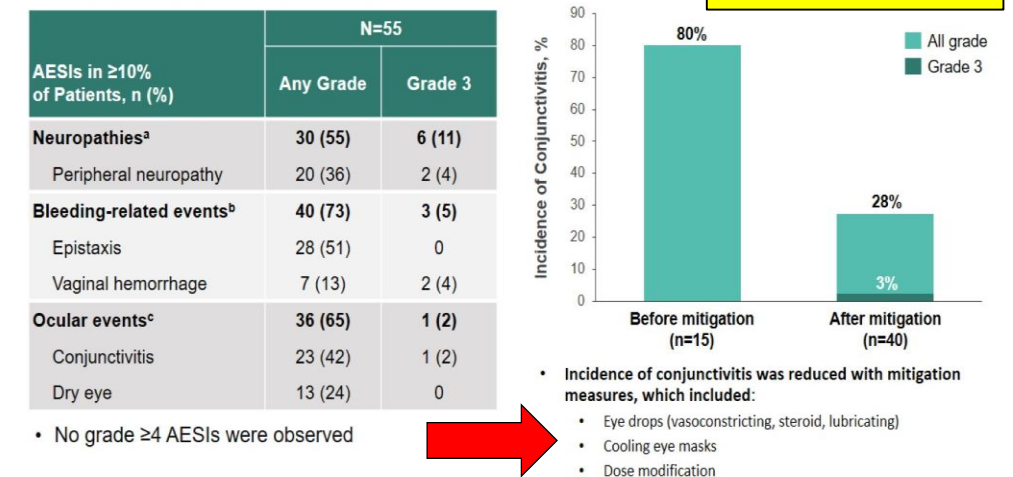 AESIs in ≥10%
of Patients, n (%)
N=55
Any Grade
Grade 3
Neuropathiesᵃ 30 (55) 6 (11)
Peripheral neuropathy 20 (36) 2 (4)
Bleeding-related eventsᵇ 40 (73) 3 (5)
Epistaxis 28 (51) 0
Vaginal hemorrhage 7 (13) 2 (4)
Ocular eventsᶜ 36 (65) 1 (2)
Conjunctivitis 23 (42) 1 (2)
Dry eye 13 (24) 0
• No grade ≥4 AESIs were observed
Incidence of Conjunctivitis, %
90
80
70
60
50
40
30
20
10
0
80%
28%
3%
All grade
Grade 3
Before mitigation
(n=15)
After mitigation
(n=40)
• Incidence of conjunctivitis was reduced with mitigation
measures, which included:
• Eye drops (vasoconstricting, steroid, lubricating)
• Cooling eye masks
• Dose modification